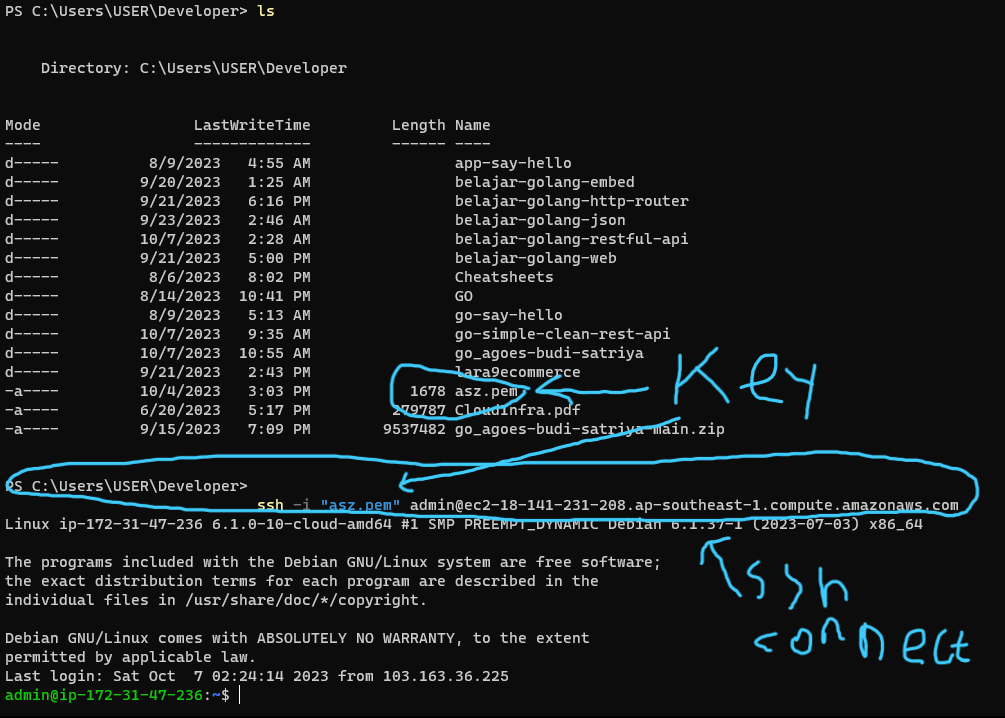 PS C:\Users\USER\Developer> ls
Directory: C:\Users\USER\Developer
Mode                 LastWriteTime         Length Name
----                 -------------         ------ ----
d-----          8/9/2023   4:55 AM                app-say-hello
d-----         9/20/2023   1:25 AM                belajar-golang-embed
d-----         9/21/2023   6:16 PM                belajar-golang-http-router
d-----         9/23/2023   2:46 AM                belajar-golang-json
d-----         10/7/2023   2:28 AM                belajar-golang-restful-api
d-----         9/21/2023   5:00 PM                belajar-golang-web
d-----          8/6/2023   8:02 PM                Cheatsheets
d-----         8/14/2023  10:41 PM                GO
d-----          8/9/2023   5:13 AM                go-say-hello
d-----         10/7/2023   9:35 AM                go-simple-clean-rest-api
d-----         10/7/2023  10:55 AM                go_agoes-budi-satriya
d-----         9/21/2023   2:43 PM                lara9ecommerce
-a----         10/4/2023   3:03 PM           1678 asz.pem
Key
-a----         6/20/2023   5:17 PM         279787 CloudInfra.pdf
-a----         9/15/2023   7:09 PM        9537482 go_agoes-budi-satriya-main.zip
PS C:\Users\USER\Developer>
ssh -i "asz.pem" admin@ec2-18-141-231-208.ap-southeast-1.compute.amazonaws.com
Linux ip-172-31-47-236 6.1.0-10-cloud-amd64 #1 SMP PREEMPT_DYNAMIC Debian 6.1.37-1 (2023-07-03) x86_64
The programs included with the Debian GNU/Linux system are free software;
the exact distribution terms for each program are described in the
individual files in /usr/share/doc/*/copyright.
ssh
connect
Debian GNU/Linux comes with ABSOLUTELY NO WARRANTY, to the extent
permitted by applicable law.
Last login: Sat Oct  7 02:24:14 2023 from 103.163.36.225
admin@ip-172-31-47-236:~$